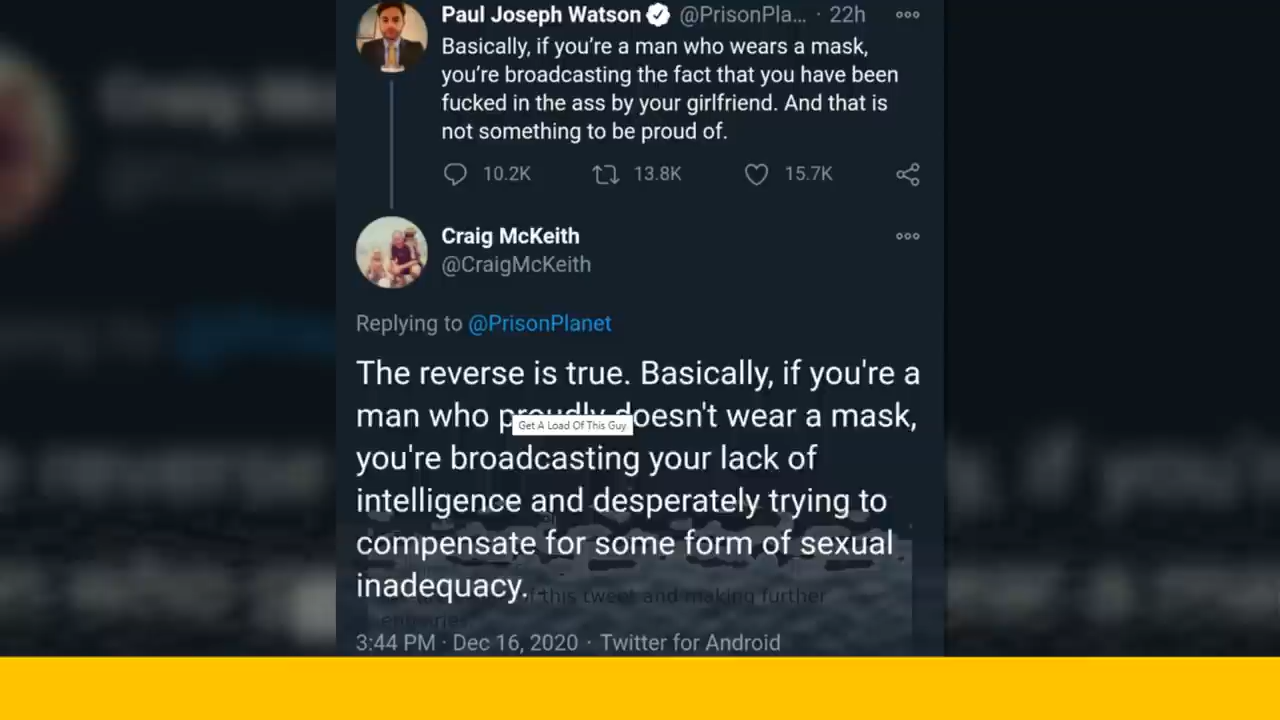 Paul Joseph Watson @PrisonPla... · 22h
Basically, if you’re a man who wears a mask,
you’re broadcasting the fact that you have been
fucked in the ass by your girlfriend. And that is
not something to be proud of.
10.2K 13.8K 15.7K
Craig McKeith
@CraigMcKeith
Replying to @PrisonPlanet
The reverse is true. Basically, if you're a
man who proudly doesn't wear a mask,
Get A Load Of This Guy
you're broadcasting your lack of
intelligence and desperately trying to
compensate for some form of sexual
inadequacy.
this tweet and making further
3:44 PM · Dec 16, 2020 · Twitter for Android